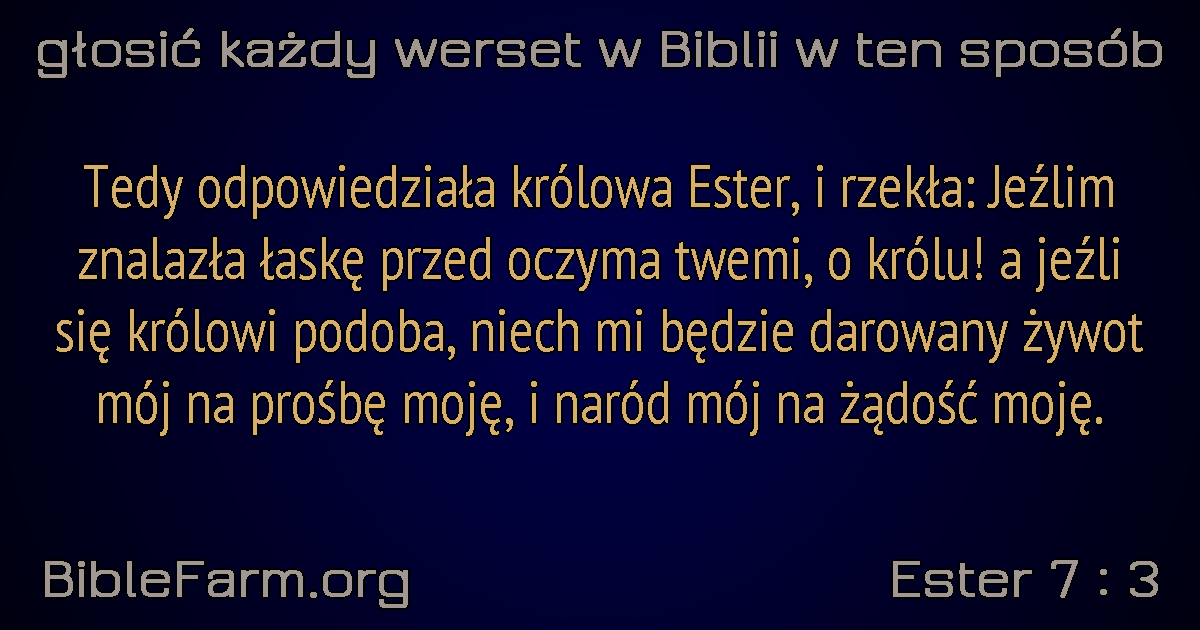 głosić każdy werset w Biblii w ten sposób
Tedy odpowiedziała królowa Ester, i rzekła: Jeźlim
znalazła łaskę przed oczyma twemi, o królu! a jeźli
się królowi podoba, niech mi będzie darowany żywot
mój na prośbę moję, i naród mój na żądość moję.
BibleFarm.org
Ester 7 : 3